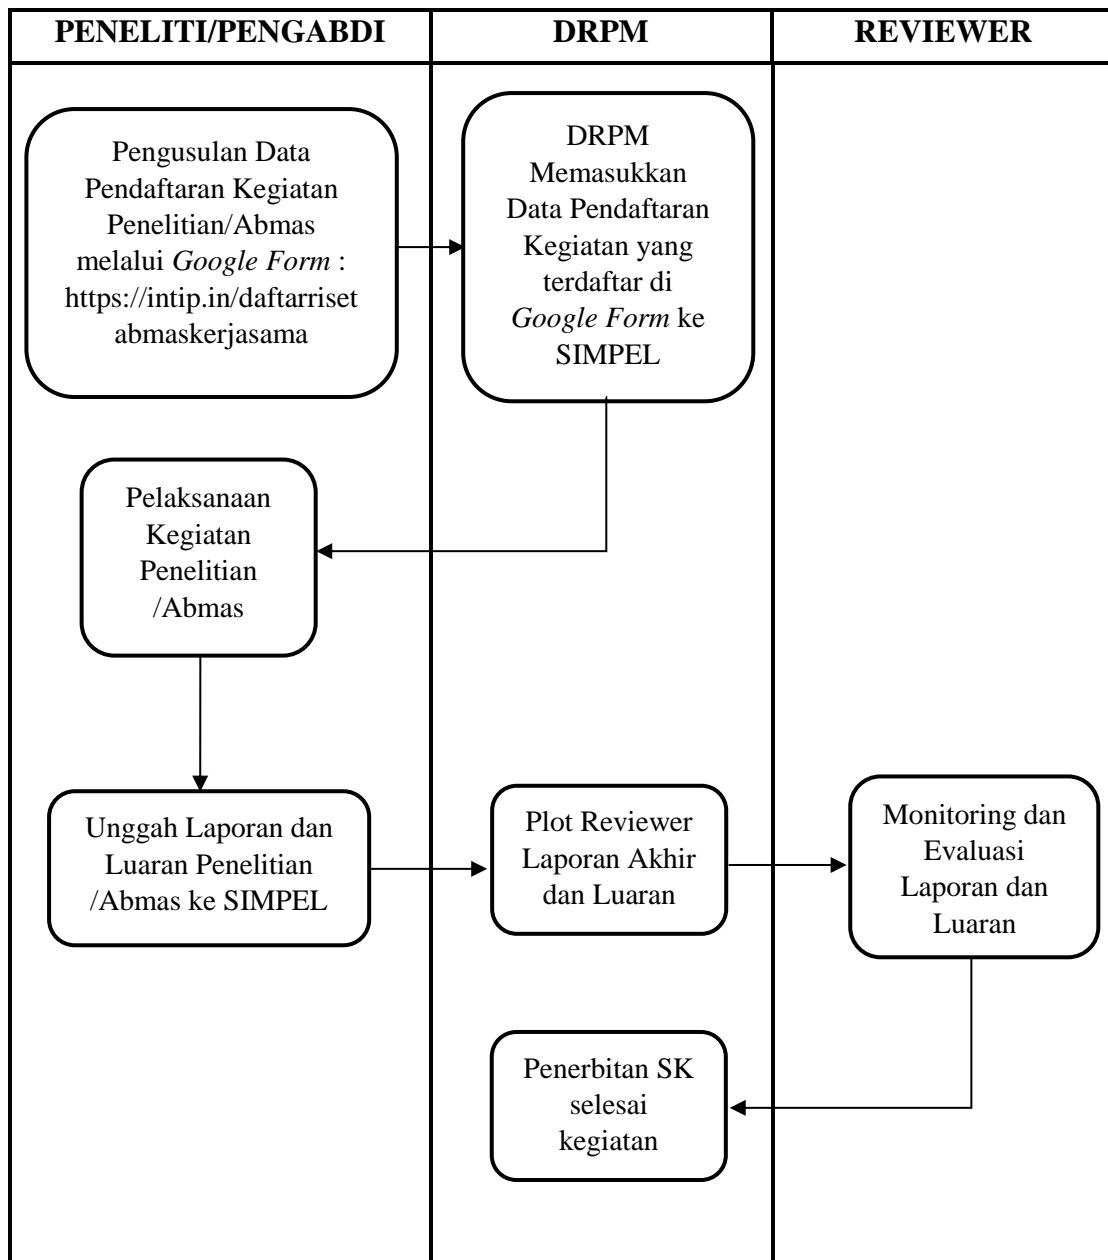 PENELITI/PENGABDI
DRPM
REVIEWER
Pengusulan Data
Pendaftaran Kegiatan
Penelitian/Abmas
melalui Google Form :
https://intip.in/daftarriset
abmaskerjasama
DRPM
Memasukkan
Data Pendaftaran
Kegiatan yang
terdaftar di
Google Form ke
SIMPEL
Pelaksanaan
Kegiatan
Penelitian
/Abmas
Unggah Laporan dan
Luaran Penelitian
/Abmas ke SIMPEL
Plot Reviewer
Laporan Akhir
dan Luaran
Monitoring dan
Evaluasi
Laporan dan
Luaran
Penerbitan SK
selesai
kegiatan